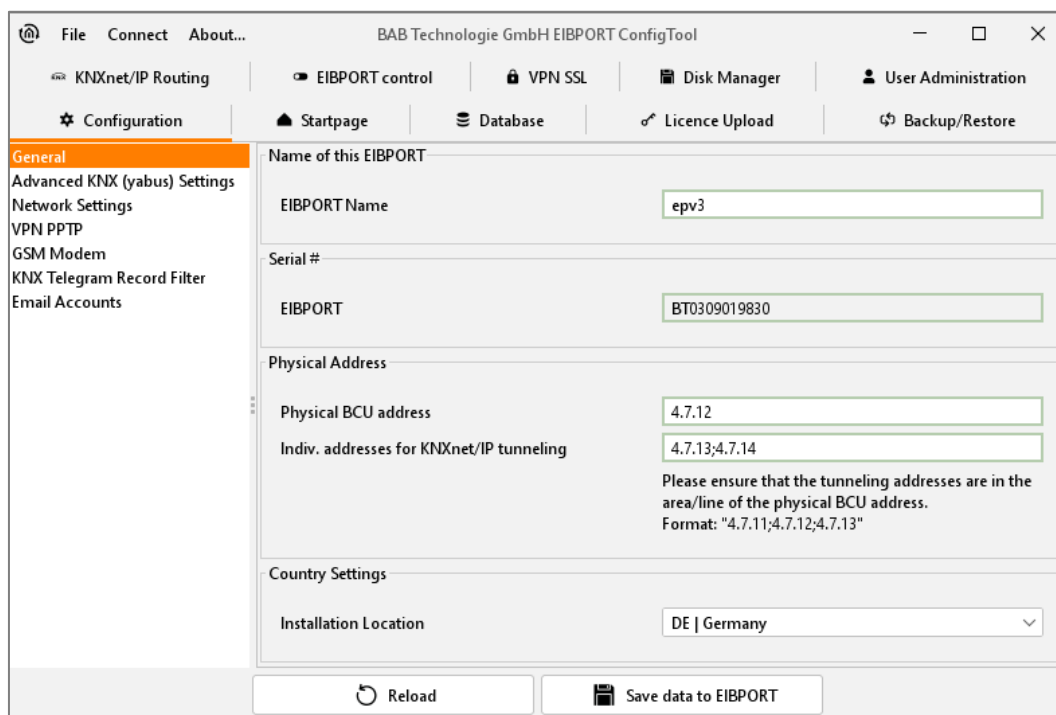 File Connect About... BAB Technologie GmbH EIBPORT ConfigTool
KNX KNXnet/IP Routing EIBPORT control VPN SSL Disk Manager User Administration
Configuration Startpage Database Licence Upload Backup/Restore
General
Advanced KNX (yabus) Settings
Network Settings
VPN PPTP
GSM Modem
KNX Telegram Record Filter
Email Accounts
Name of this EIBPORT
EIBPORT Name epv3
Serial #
EIBPORT BT0309019830
Physical Address
Physical BCU address 4.7.12
Indiv. addresses for KNXnet/IP tunneling 4.7.13;4.7.14
Please ensure that the tunneling addresses are in the
area/line of the physical BCU address.
Format: "4.7.11;4.7.12;4.7.13"
Country Settings
Installation Location DE | Germany
Reload Save data to EIBPORT